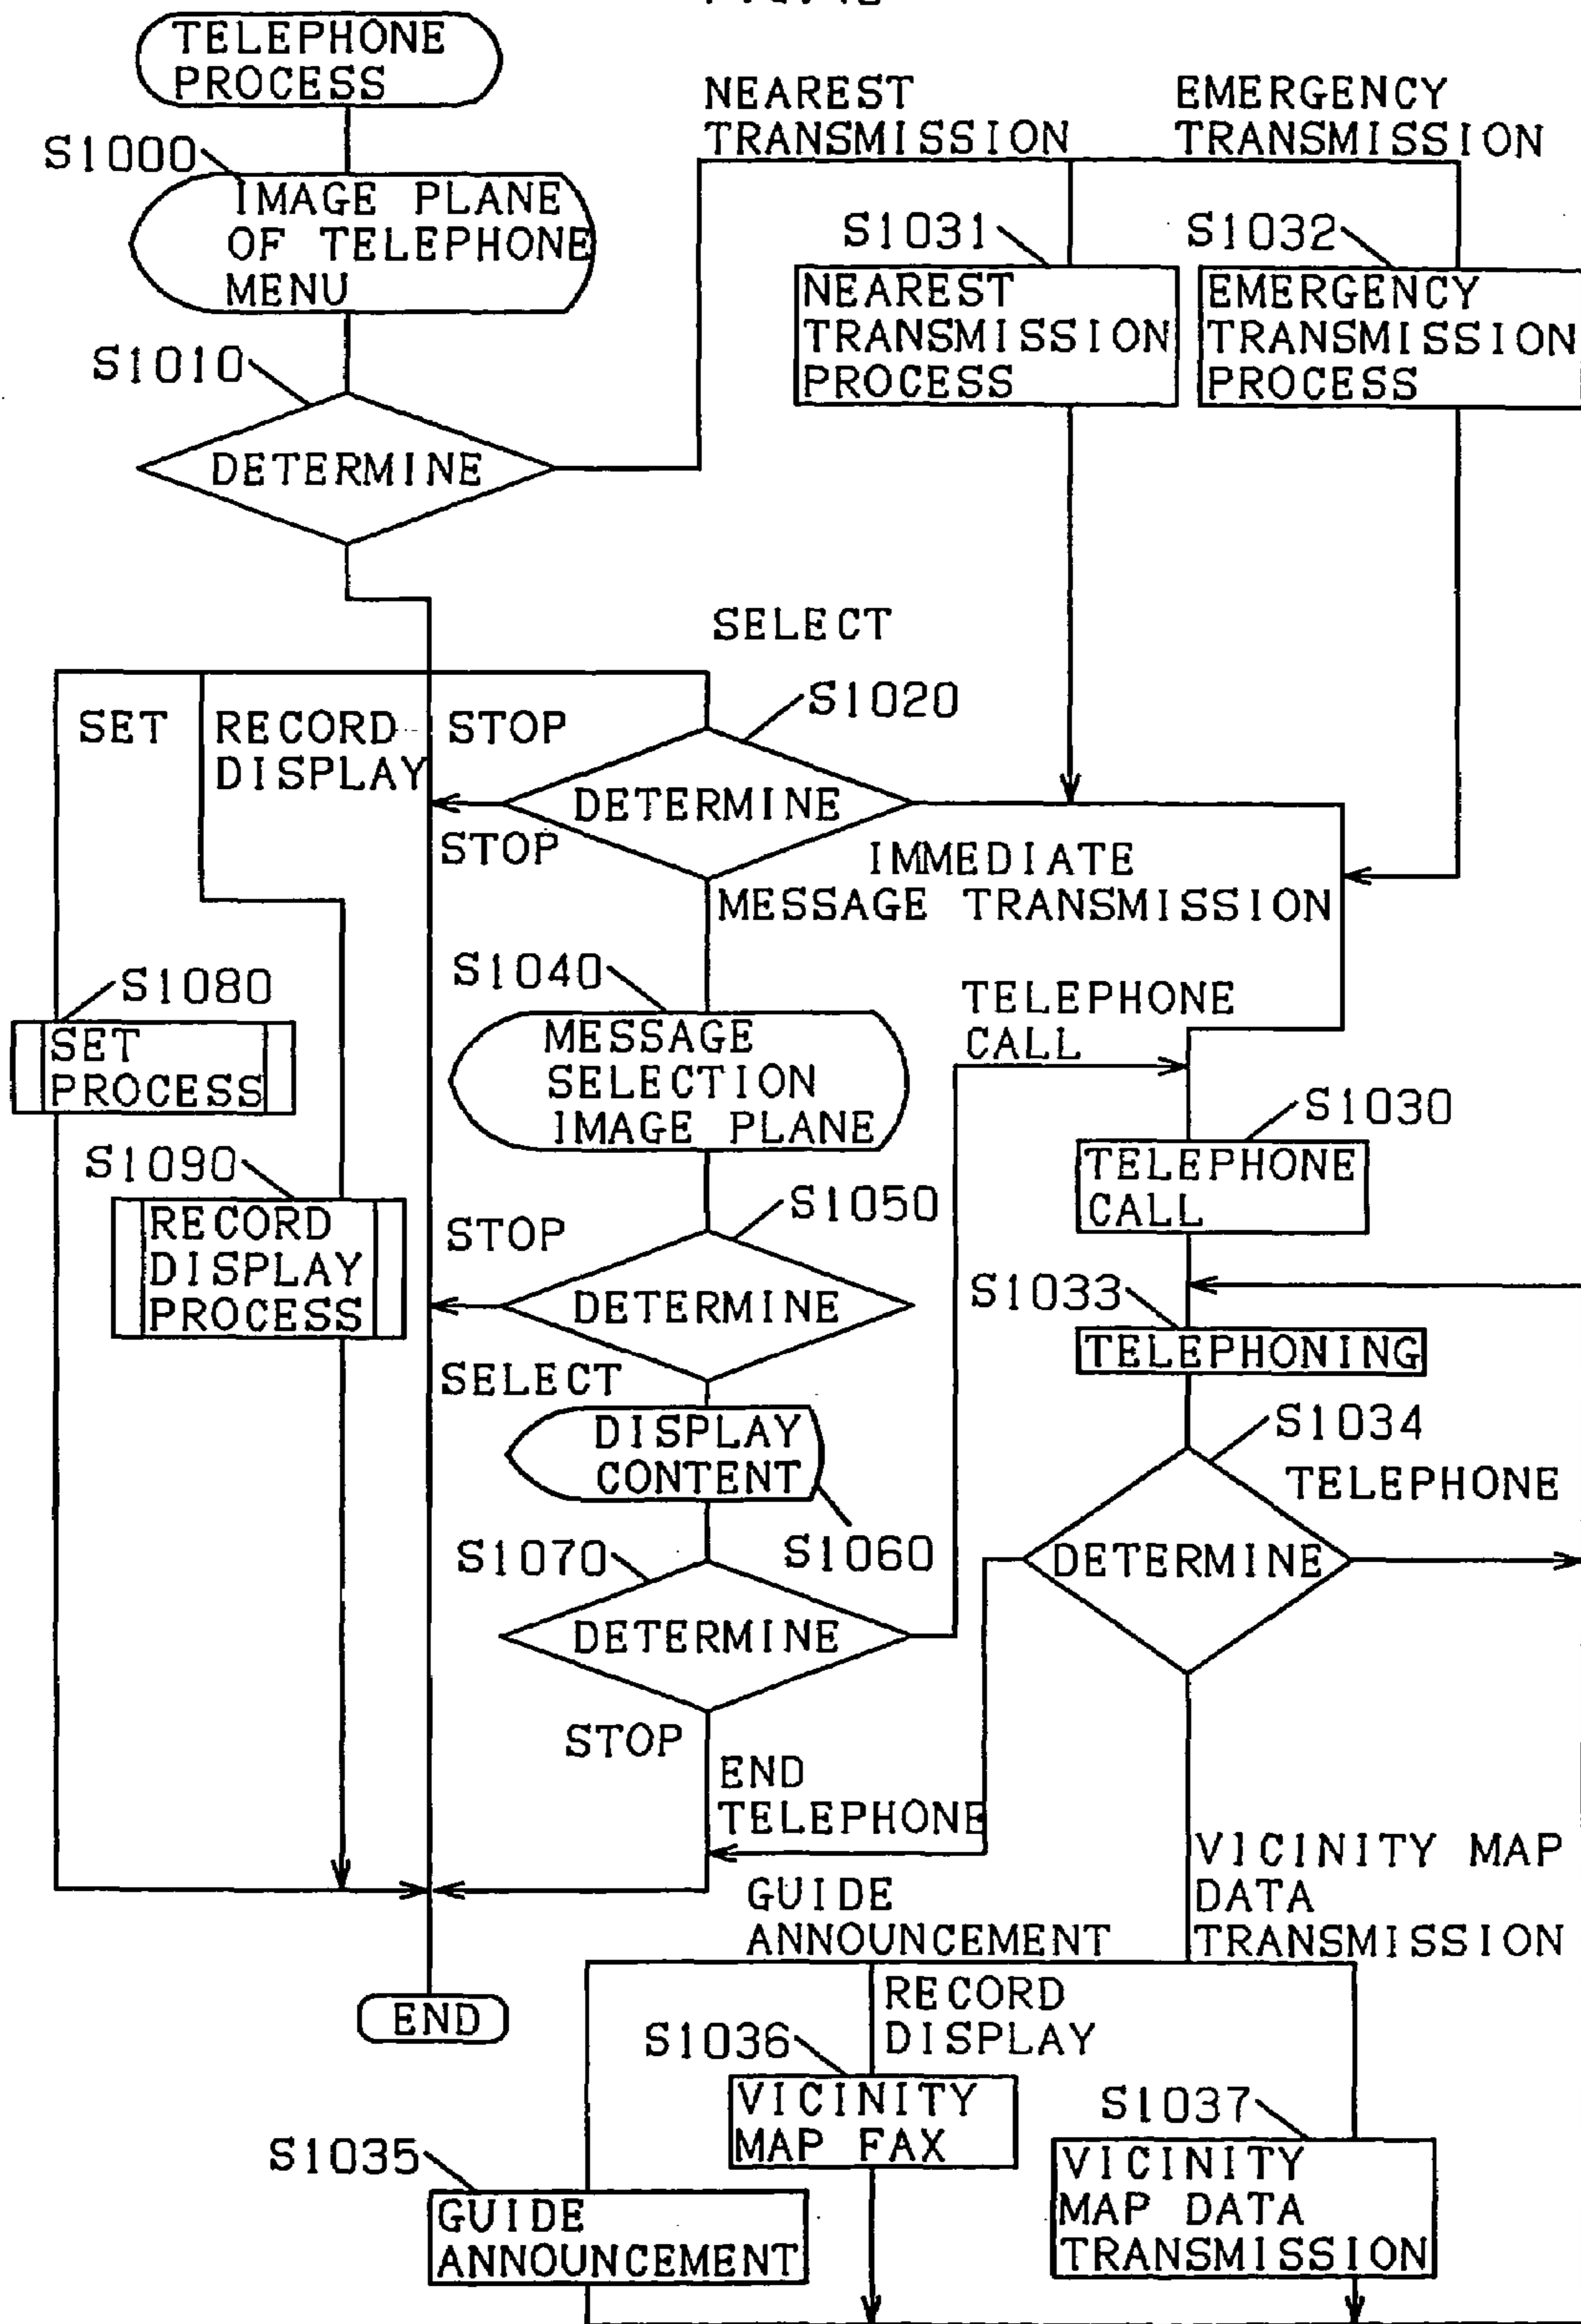 TELEPHONE
PROCESS
NEAREST
TRANSMISSION
EMERGENCY
TRANSMISSION
S1000
IMAGE PLANE
OF TELEPHONE
MENU
S1031
NEAREST
TRANSMISSION
PROCESS
S1032
EMERGENCY
TRANSMISSION
PROCESS
S1010
DETERMINE
SELECT
SET
RECORD
DISPLAY
STOP
S1020
DETERMINE
STOP
IMMEDIATE
MESSAGE TRANSMISSION
S1040
MESSAGE
SELECTION
IMAGE PLANE
TELEPHONE
CALL
S1080
SET
PROCESS
S1030
TELEPHONE
CALL
S1090
RECORD
DISPLAY
PROCESS
S1050
STOP
DETERMINE
S1033
TELEPHONING
SELECT
DISPLAY
CONTENT
S1060
S1034
TELEPHONE
DETERMINE
S1070
DETERMINE
STOP
END
TELEPHONE
VICINITY MAP
DATA
TRANSMISSION
GUIDE
ANNOUNCEMENT
RECORD
DISPLAY
END
S1036
VICINITY
MAP FAX
S1037
VICINITY
MAP DATA
TRANSMISSION
S1035
GUIDE
ANNOUNCEMENT